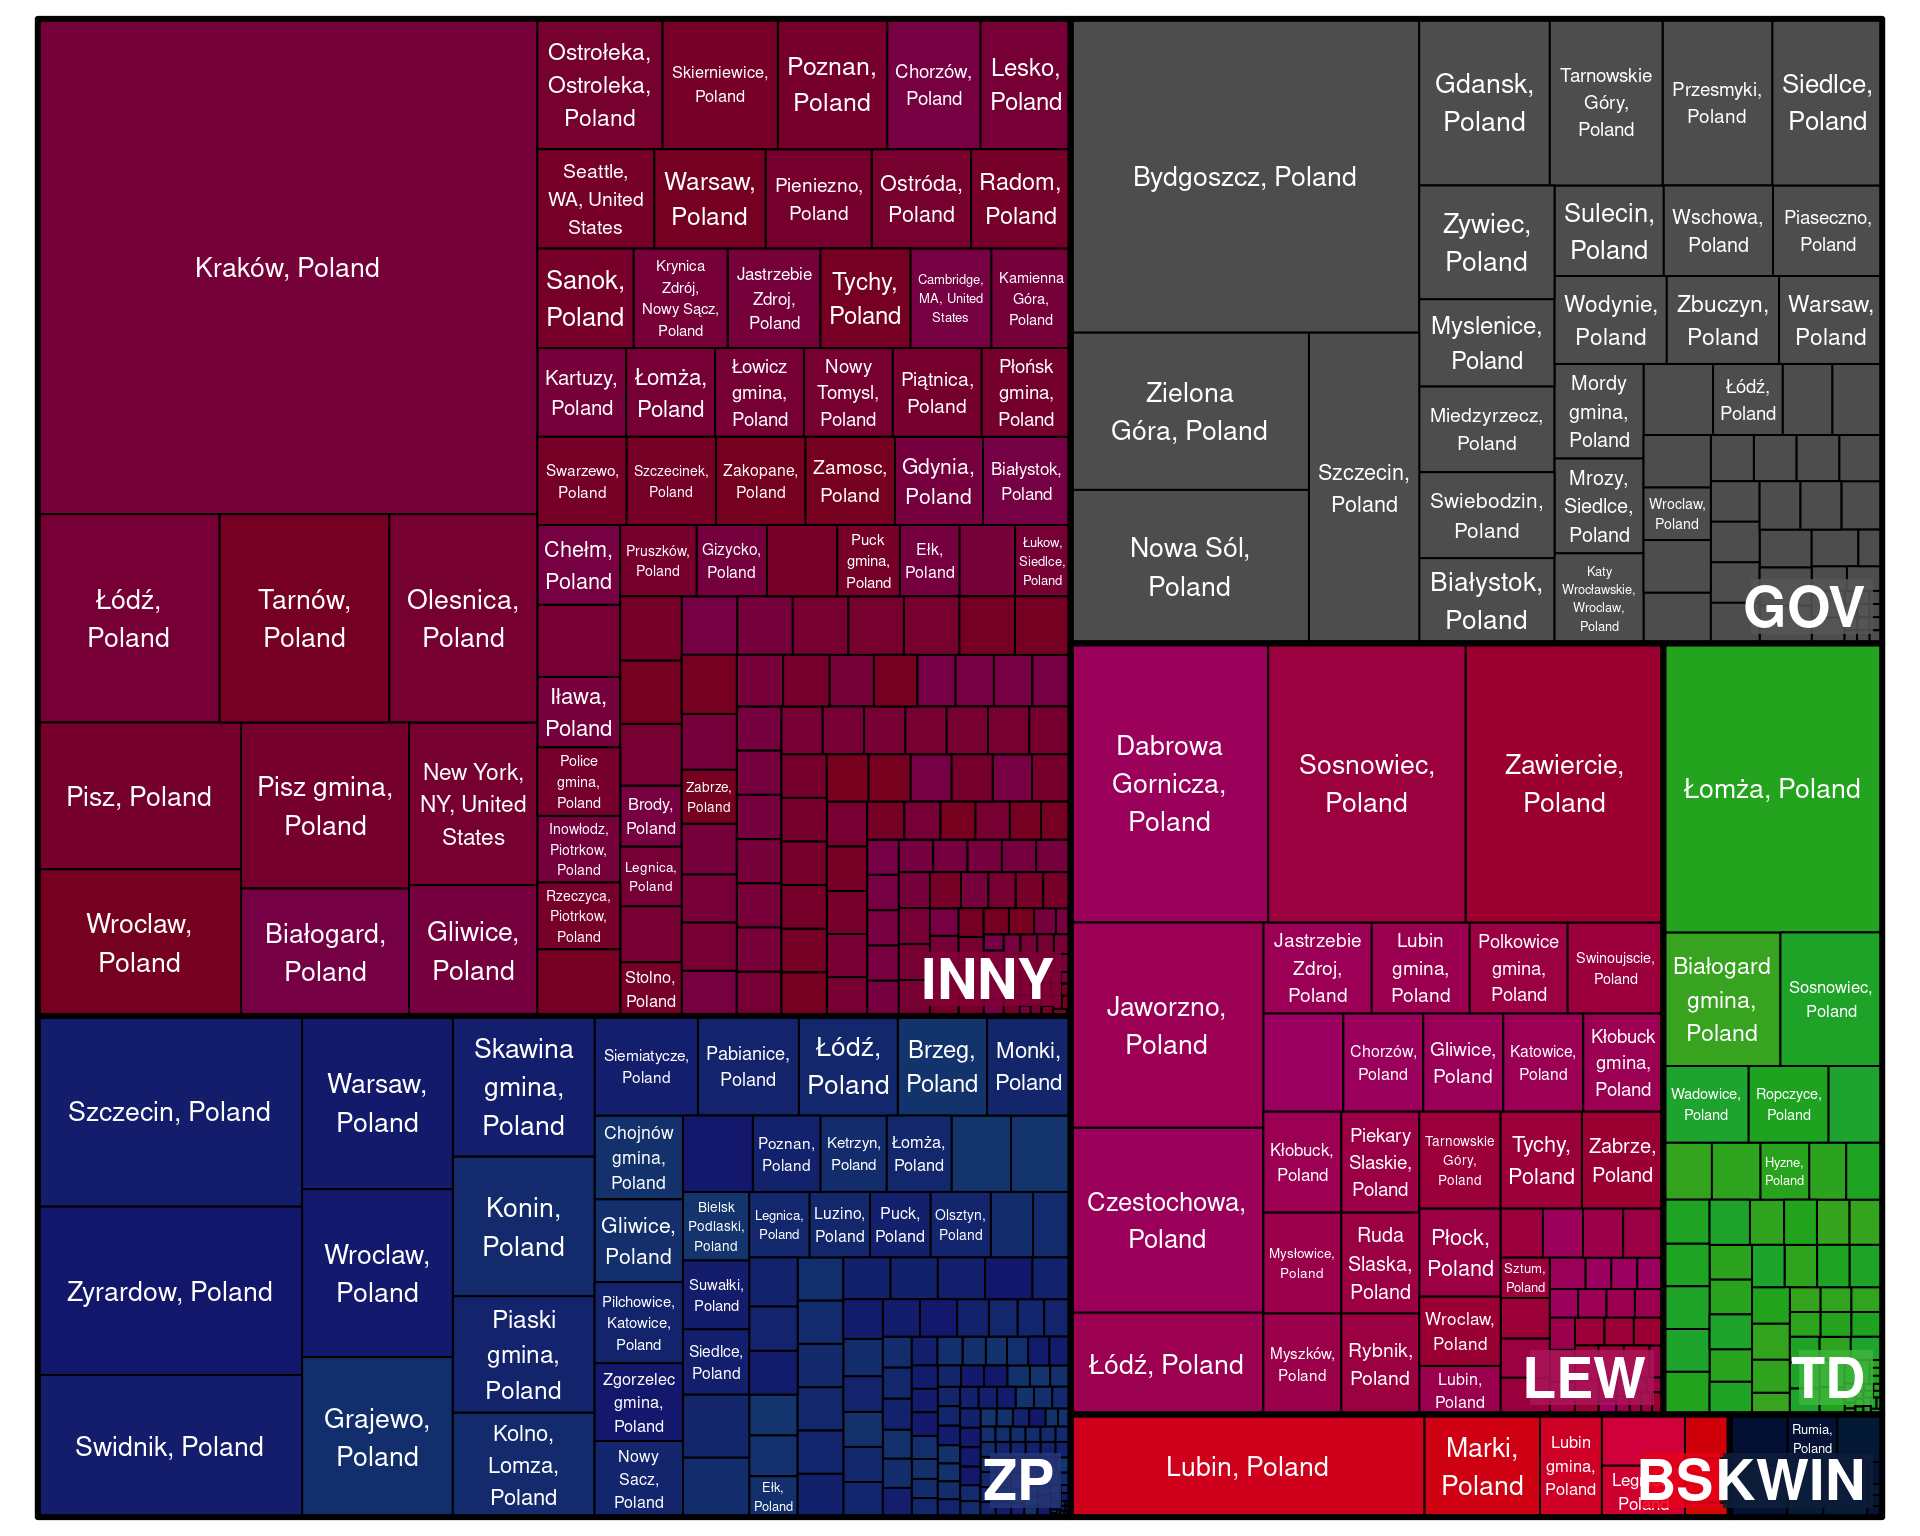 Kraków, Poland
Łódź,
Poland
Tarnów,
Poland
Olesnica,
Poland
Pisz, Poland
Pisz gmina,
Poland
New York,
NY, United
States
Wroclaw,
Poland
Białogard,
Poland
Gliwice,
Poland
Ostrołeka,
Ostroleka,
Poland
Skierniewice,
Poland
Poznan,
Poland
Chorzów,
Poland
Lesko,
Poland
Seattle,
WA, United
States
Warsaw,
Poland
Pieniezno,
Poland
Ostróda,
Poland
Radom,
Poland
Sanok,
Poland
Krynica
Zdrój,
Nowy Sącz,
Poland
Jastrzebie
Zdroj,
Poland
Tychy,
Poland
Cambridge,
MA, United
States
Kamienna
Góra,
Poland
Kartuzy,
Poland
Łomża,
Poland
Łowicz
gmina,
Poland
Nowy
Tomysl,
Poland
Piątnica,
Poland
Płońsk
gmina,
Poland
Swarzewo,
Poland
Szczecinek,
Poland
Zakopane,
Poland
Zamosc,
Poland
Gdynia,
Poland
Białystok,
Poland
Chełm,
Poland
Pruszków,
Poland
Gizycko,
Poland
Puck
gmina,
Poland
Ełk,
Poland
Łukow,
Siedlce,
Poland
Iława,
Poland
Police
gmina,
Poland
Inowłodz,
Piotrkow,
Poland
Rzeczyca,
Piotrkow,
Poland
Brody,
Poland
Legnica,
Poland
Stolno,
Poland
Zabrze,
Poland
INNY
Bydgoszcz, Poland
Zielona
Góra, Poland
Nowa Sól,
Poland
Szczecin,
Poland
Gdansk,
Poland
Tarnowskie
Góry,
Poland
Przesmyki,
Poland
Siedlce,
Poland
Zywiec,
Poland
Sulecin,
Poland
Wschowa,
Poland
Piaseczno,
Poland
Myslenice,
Poland
Wodynie,
Poland
Zbuczyn,
Poland
Warsaw,
Poland
Miedzyrzecz,
Poland
Mordy
gmina,
Poland
Łódź,
Poland
Swiebodzin,
Poland
Mrozy,
Siedlce,
Poland
Wroclaw,
Poland
Białystok,
Poland
Katy
Wrocławskie,
Wroclaw,
Poland
GOV
Szczecin, Poland
Zyrardow, Poland
Swidnik, Poland
Warsaw,
Poland
Wroclaw,
Poland
Grajewo,
Poland
Skawina
gmina,
Poland
Konin,
Poland
Piaski
gmina,
Poland
Kolno,
Lomza,
Poland
Siemiatycze,
Poland
Pabianice,
Poland
Łódź,
Poland
Brzeg,
Poland
Monki,
Poland
Chojnów
gmina,
Poland
Poznan,
Poland
Ketrzyn,
Poland
Łomża,
Poland
Gliwice,
Poland
Bielsk
Podlaski,
Poland
Legnica,
Poland
Luzino,
Poland
Puck,
Poland
Olsztyn,
Poland
Pilchowice,
Katowice,
Poland
Suwałki,
Poland
Siedlce,
Poland
Zgorzelec
gmina,
Poland
Nowy
Sacz,
Poland
Ełk,
Poland
ZP
Dabrowa
Gornicza,
Poland
Sosnowiec,
Poland
Zawiercie,
Poland
Jaworzno,
Poland
Czestochowa,
Poland
Łódź, Poland
Jastrzebie
Zdroj,
Poland
Lubin
gmina,
Poland
Polkowice
gmina,
Poland
Swinoujscie,
Poland
Chorzów,
Poland
Gliwice,
Poland
Katowice,
Poland
Kłobuck
gmina,
Poland
Kłobuck,
Poland
Piekary
Slaskie,
Poland
Tarnowskie
Góry,
Poland
Tychy,
Poland
Zabrze,
Poland
Mysłowice,
Poland
Ruda
Slaska,
Poland
Płock,
Poland
Sztum,
Poland
Myszków,
Poland
Rybnik,
Poland
Wroclaw,
Poland
Lubin,
Poland
LEW
Łomża, Poland
Białogard
gmina,
Poland
Sosnowiec,
Poland
Wadowice,
Poland
Ropczyce,
Poland
Hyzne,
Poland
TD
Lubin, Poland
Marki,
Poland
Lubin
gmina,
Poland
BS
Rumia,
Poland
KWIN